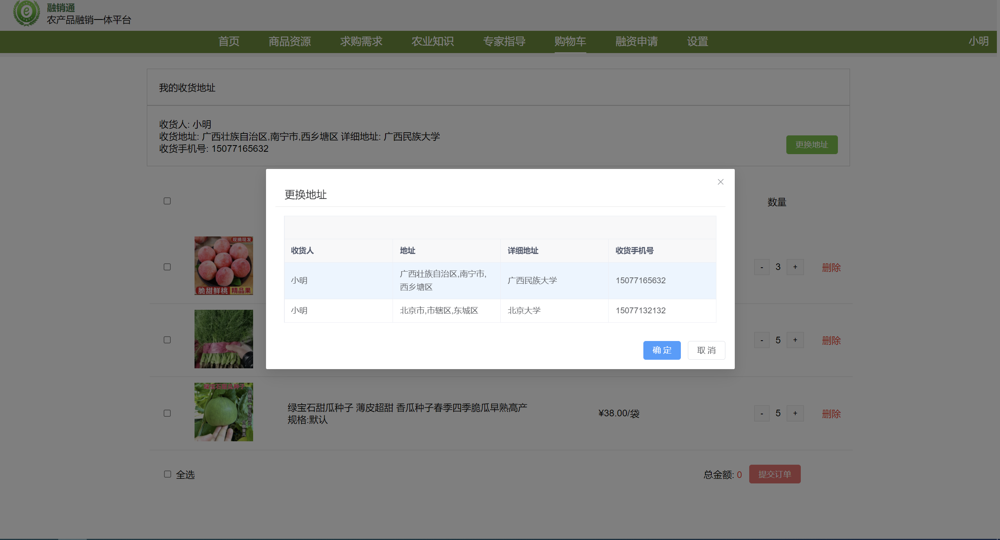 融销通
农产品融销一体平台
首页 商品资源 求购需求 农业知识 专家指导 购物车 融资申请 设置 小明
我的收货地址
收货人: 小明
收货地址: 广西壮族自治区,南宁市,西乡塘区 详细地址: 广西民族大学
收货手机号: 15077165632
更换地址
数量
更换地址
收货人 地址 详细地址 收货手机号
小明 广西壮族自治区,南宁市,西乡塘区 广西民族大学 15077165632
小明 北京市,市辖区,东城区 北京大学 15077132132
确 定 取 消
现摘现发
脆甜鲜桃 精品果
- 3 + 删除
- 5 + 删除
绿宝石甜瓜种子
绿宝石甜瓜种子 薄皮超甜 香瓜种子春季四季脆瓜早熟高产
规格:默认
¥38.00/袋
- 5 + 删除
全选
总金额: 0 提交订单